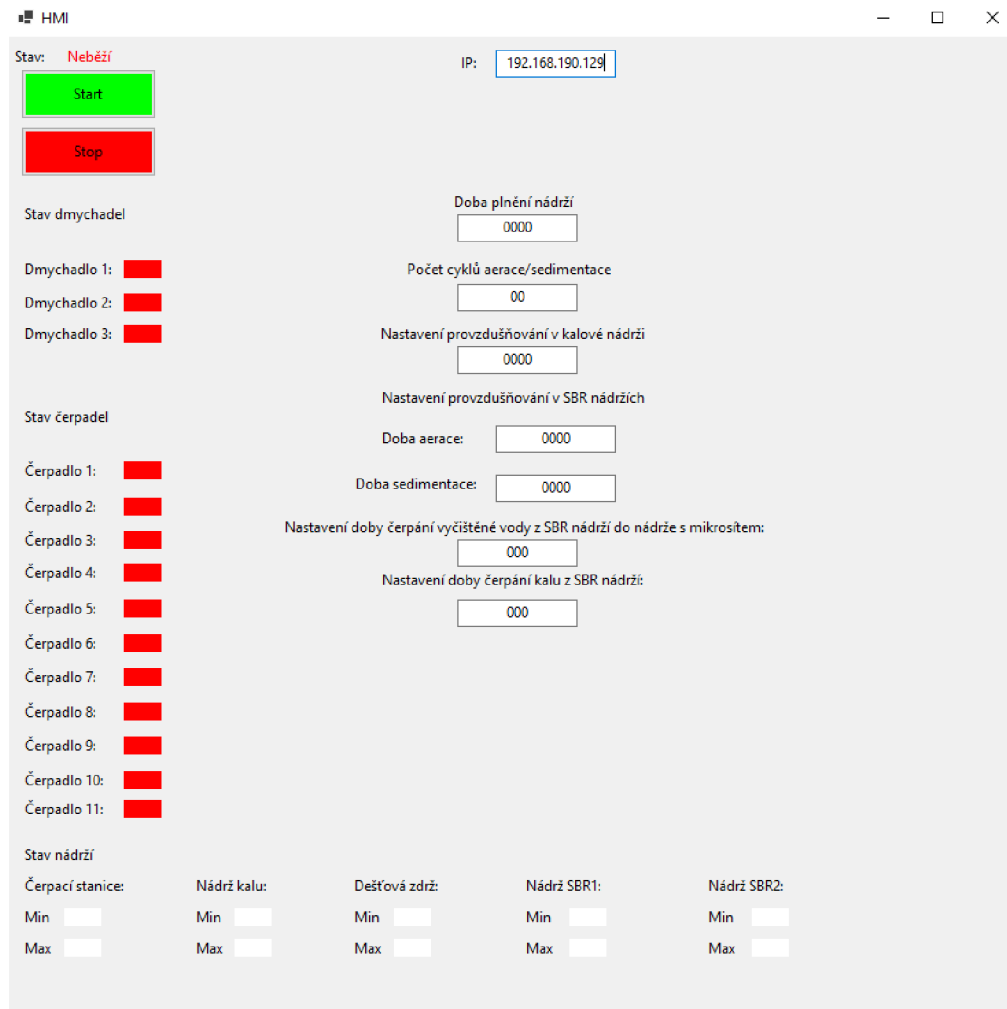 HMI
Stav: Neběží
IP: 192.168.190.129
Start
Stop
Stav dmychadel
Doba plnění nádrží
0000
Dmychadlo 1:
Počet cyklů aerace/sedimentace
00
Dmychadlo 2:
Dmychadlo 3:
Nastavení provzdušňování v kalové nádrži
0000
Nastavení provzdušňování v SBR nádržích
Stav čerpadel
Doba aerace: 0000
Čerpadlo 1:
Doba sedimentace: 0000
Čerpadlo 2:
Nastavení doby čerpání vyčišténé vody z SBR nádrží do nádrže s mikrosítem:
000
Čerpadlo 3:
Čerpadlo 4:
Nastavení doby čerpání kalu z SBR nádrží:
000
Čerpadlo 5:
Čerpadlo 6:
Čerpadlo 7:
Čerpadlo 8:
Čerpadlo 9:
Čerpadlo 10:
Čerpadlo 11:
Stav nádrží
Čerpací stanice: Nádrž kalu: Dešťová zdrž: Nádrž SBR1: Nádrž SBR2:
Min Min Min Min Min
Max Max Max Max Max